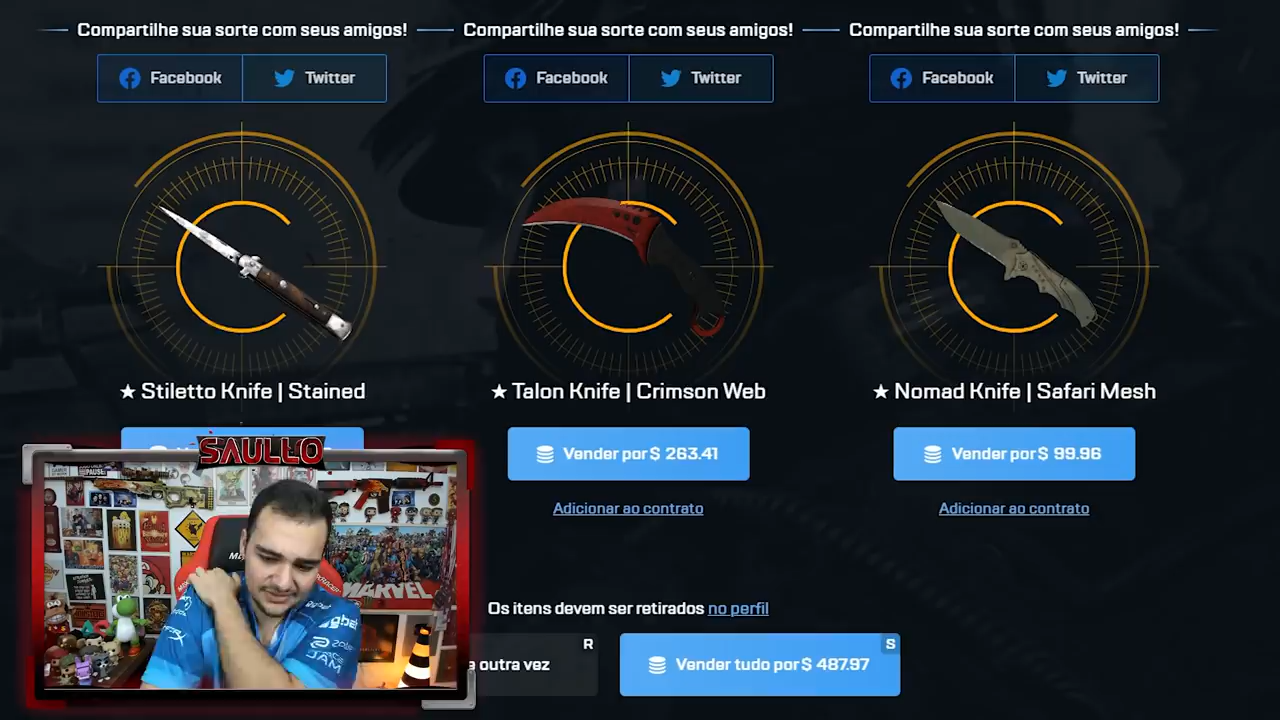 Compartilhe sua sorte com seus amigos!
Compartilhe sua sorte com seus amigos!
Compartilhe sua sorte com seus amigos!
Facebook
Twitter
Facebook
Twitter
Facebook
Twitter
★ Stiletto Knife | Stained
★ Talon Knife | Crimson Web
★ Nomad Knife | Safari Mesh
Vender por $ 263.41
Vender por $ 99.96
Adicionar ao contrato
Adicionar ao contrato
SAULLO
MARVEL
Os itens devem ser retirados no perfil
a outra vez
R
Vender tudo por $ 487.97
S